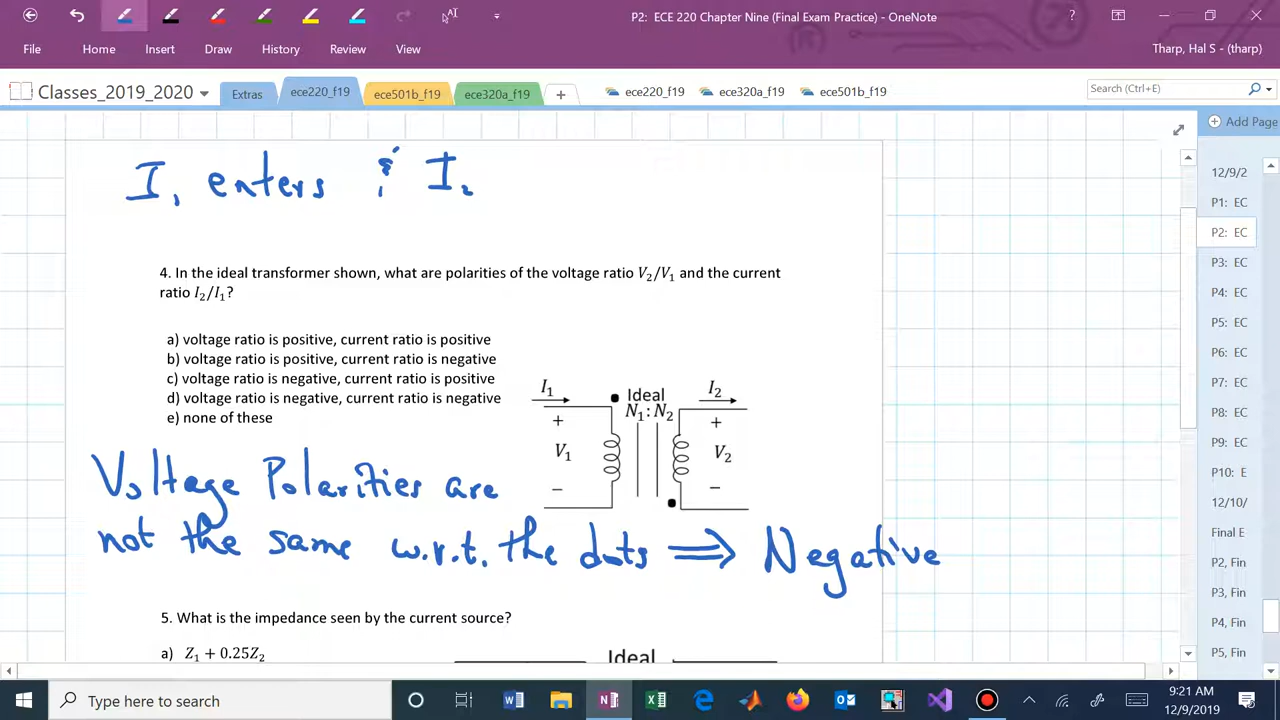 P2: ECE 220 Chapter Nine (Final Exam Practice) - OneNote
File Home Insert Draw History Review View Tharp, Hal S - (tharp)
Classes_2019_2020 Extras ece220_f19 ece501b_f19 ece320a_f19 ece220_f19 ece320a_f19 ece501b_f19 Search (Ctrl+E)
Add Page
12/9/2
P1: EC
P2: EC
P3: EC
P4: EC
P5: EC
P6: EC
P7: EC
P8: EC
P9: EC
P10: E
12/10/
Final E
P2, Fin
P3, Fin
P4, Fin
P5, Fin
I₁ enters & I₂
4. In the ideal transformer shown, what are polarities of the voltage ratio V₂/V₁ and the current
ratio I₂/I₁?
a) voltage ratio is positive, current ratio is positive
b) voltage ratio is positive, current ratio is negative
c) voltage ratio is negative, current ratio is positive
d) voltage ratio is negative, current ratio is negative
e) none of these
I₁ Ideal I₂
N₁:N₂
+ +
V₁ V₂
− −
Voltage Polarities are
not the same w.r.t. the dots ⇒ Negative
5. What is the impedance seen by the current source?
a) Z₁ + 0.25Z₂
Ideal
Type here to search
9:21 AM
12/9/2019